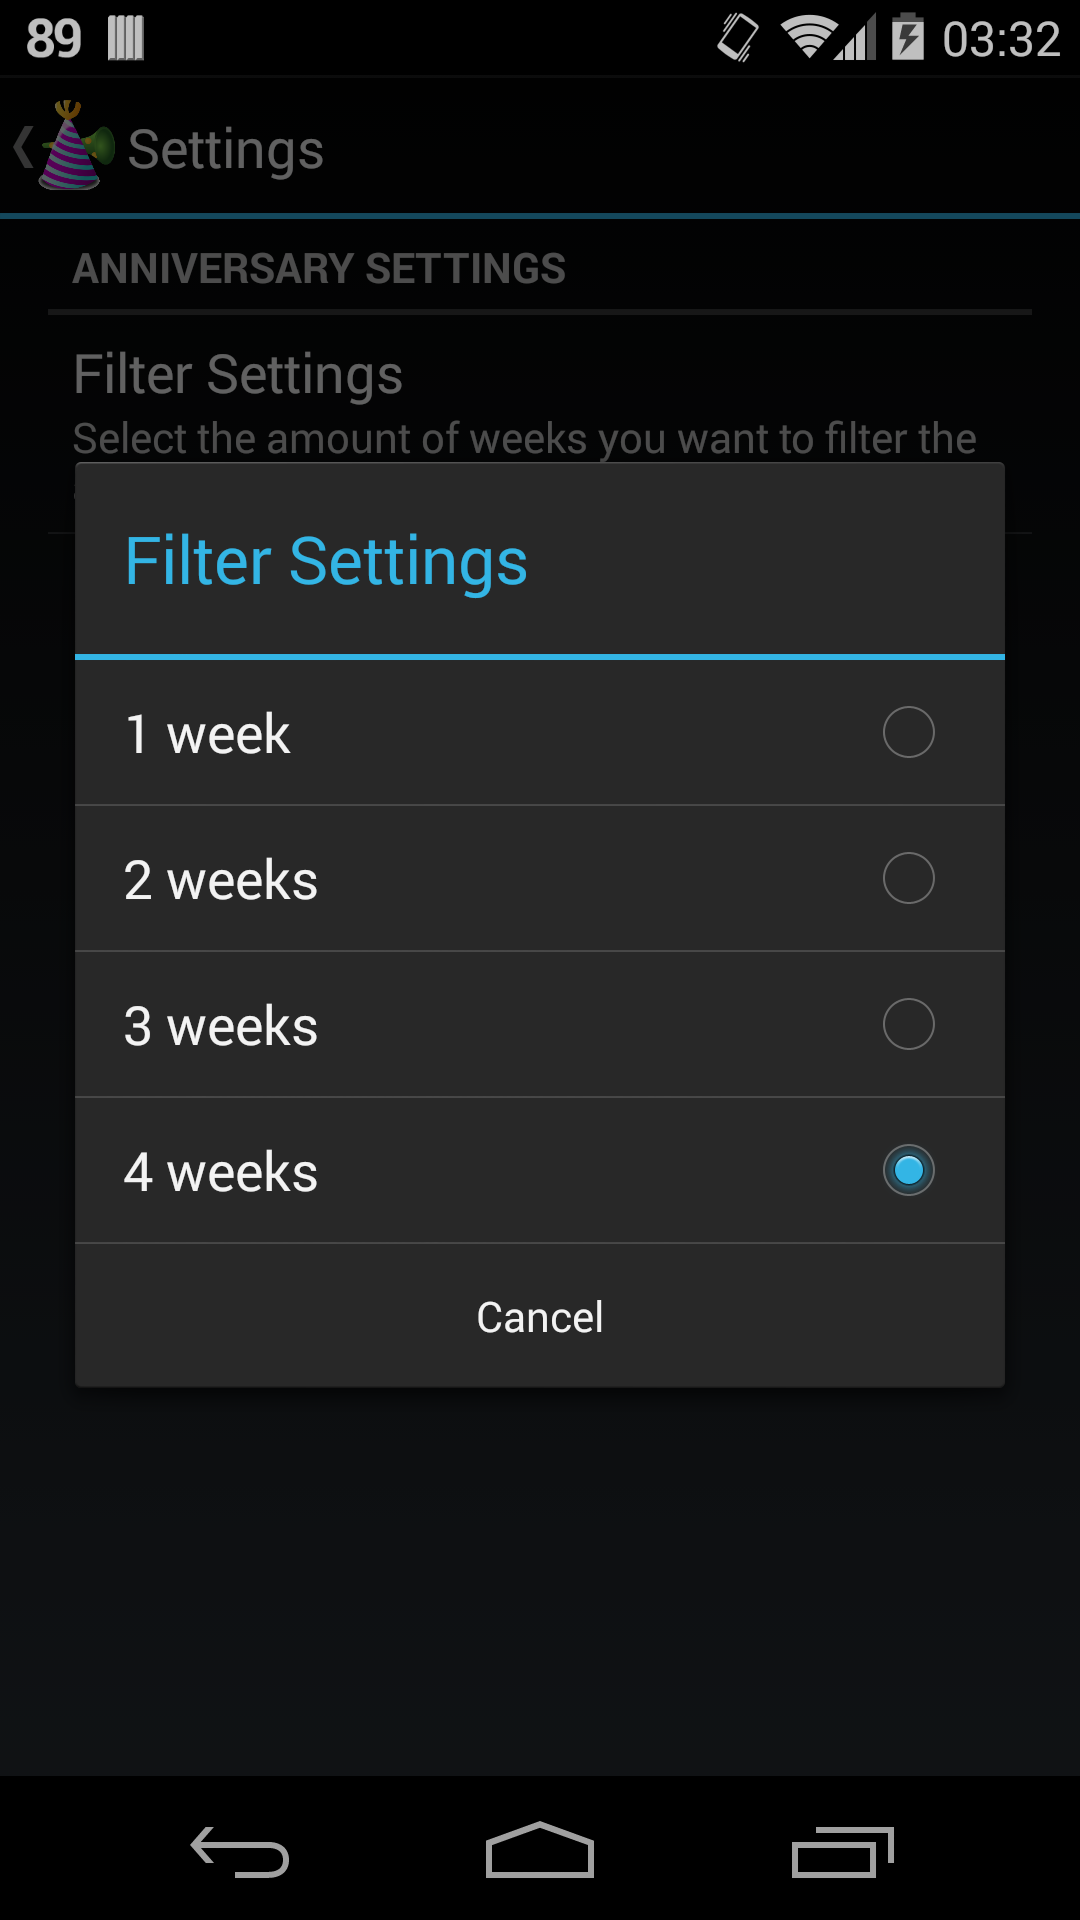 89
03:32
Settings
ANNIVERSARY SETTINGS
Filter Settings
Select the amount of weeks you want to filter the
Filter Settings
1 week
2 weeks
3 weeks
4 weeks
Cancel